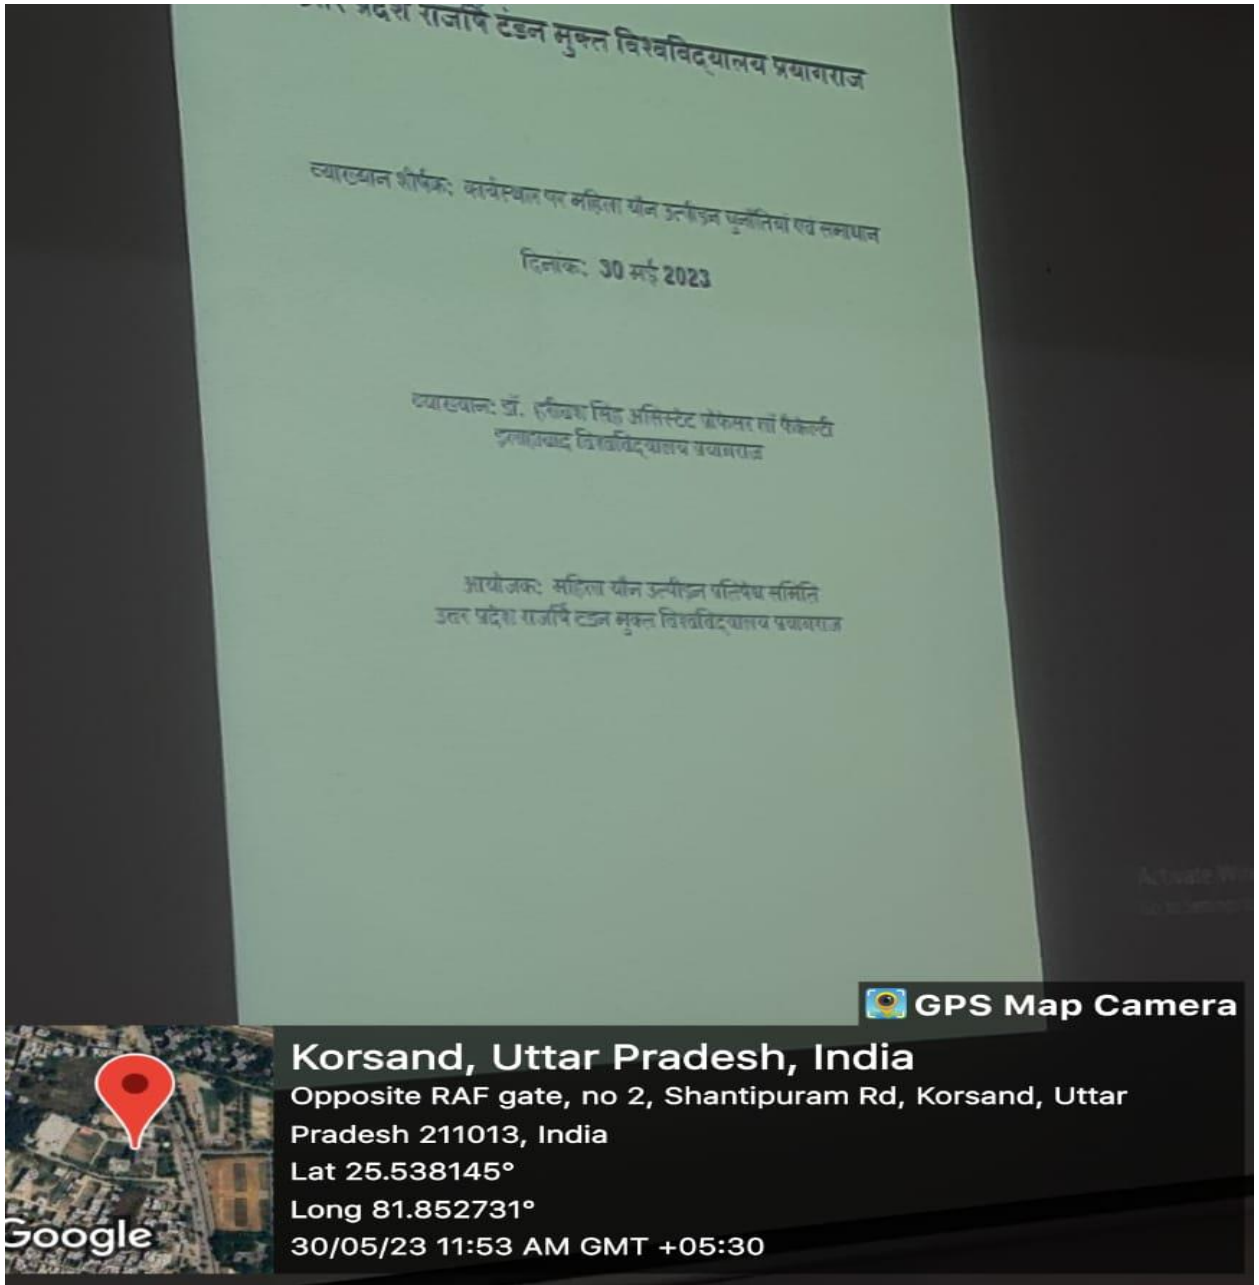 उत्तर प्रदेश राजर्षि टंडन मुक्त विश्वविद्यालय प्रयागराज
व्याख्यान शीर्षक: कार्यस्थल पर महिला यौन उत्पीड़न चुनौतियां एवं समाधान
दिनांक: 30 मई 2023
व्याख्यान: डॉ. हरीबंश सिंह असिस्टेंट प्रोफेसर लॉ फैकेल्टी
इलाहाबाद विश्वविद्यालय प्रयागराज
आयोजक: महिला यौन उत्पीड़न प्रतिषेध समिति
उत्तर प्रदेश राजर्षि टंडन मुक्त विश्वविद्यालय प्रयागराज
Activate
GPS Map Camera
Korsand, Uttar Pradesh, India
Opposite RAF gate, no 2, Shantipuram Rd, Korsand, Uttar
Pradesh 211013, India
Lat 25.538145°
Long 81.852731°
30/05/23 11:53 AM GMT +05:30
Google